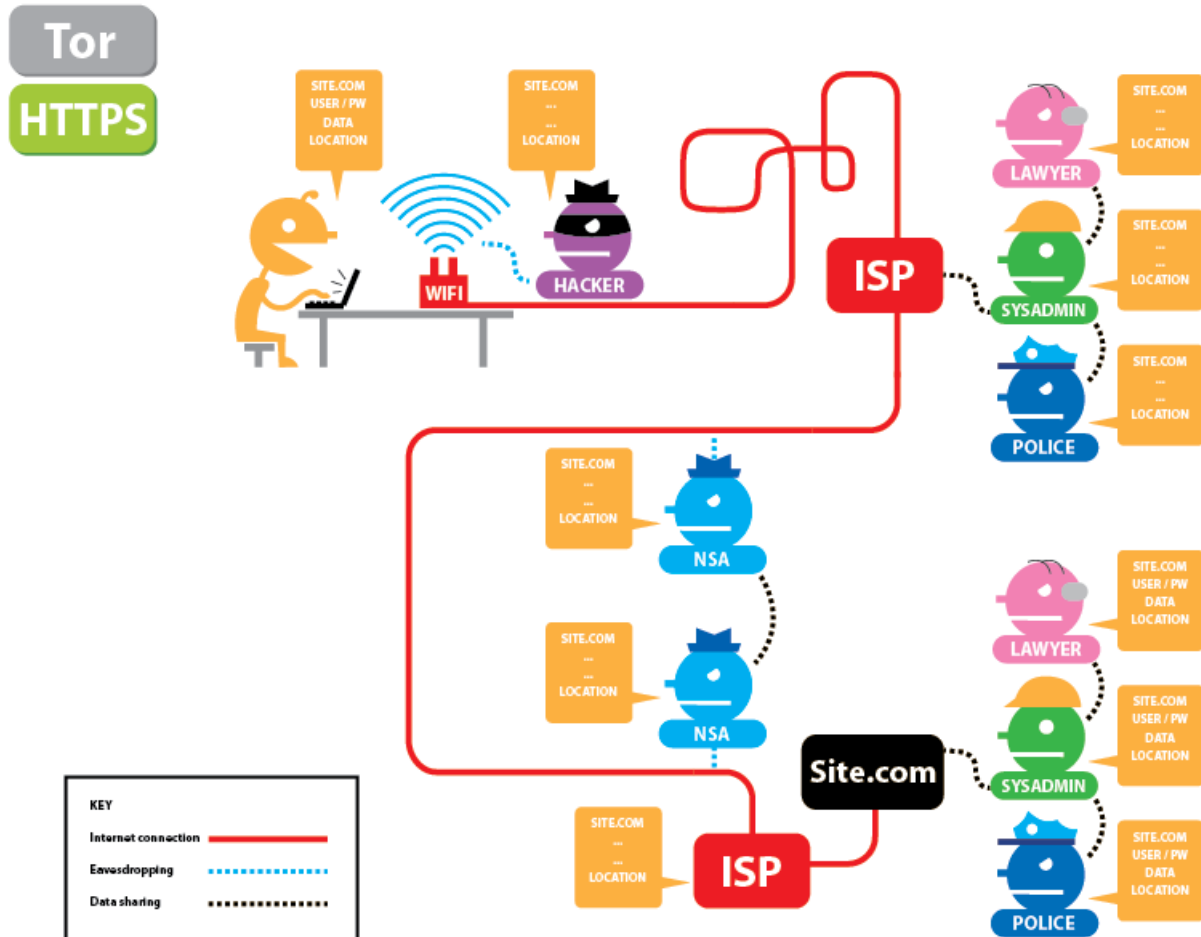 Tor
HTTPS
SITE.COM
USER / PW
DATA
LOCATION
SITE.COM
...
...
LOCATION
WIFI
HACKER
ISP
LAWYER
SITE.COM
...
...
LOCATION
SYSADMIN
SITE.COM
...
...
LOCATION
POLICE
SITE.COM
...
...
LOCATION
SITE.COM
...
...
LOCATION
NSA
SITE.COM
...
...
LOCATION
NSA
LAWYER
SITE.COM
USER / PW
DATA
LOCATION
Site.com
SYSADMIN
SITE.COM
USER / PW
DATA
LOCATION
SITE.COM
...
...
LOCATION
ISP
POLICE
SITE.COM
USER / PW
DATA
LOCATION
KEY
Internet connection
Eavesdropping
Data sharing